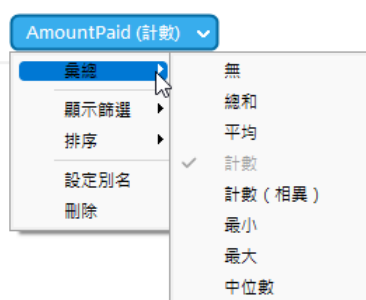 AmountPaid (計數)
彙總
顯示篩選
排序
設定別名
刪除
無
總和
平均
計數
計數 ( 相異 )
最小
最大
中位數